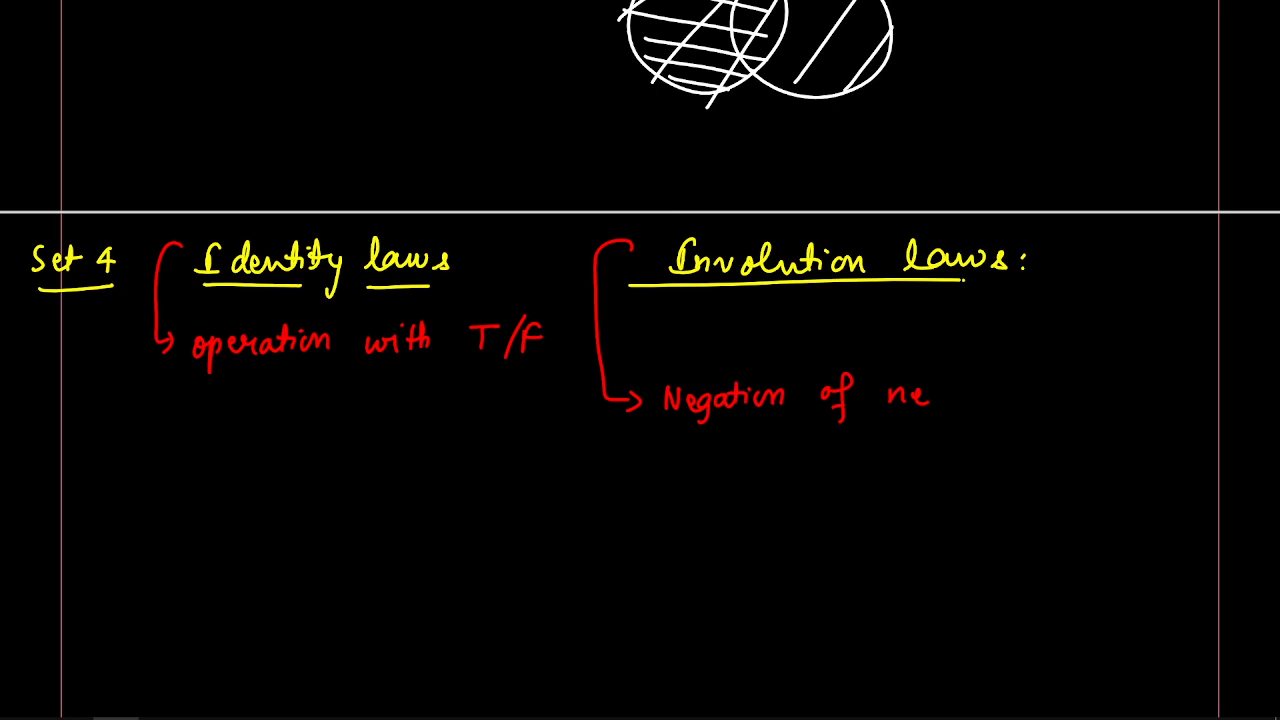 Set 4 Identity laws Involution laws:
operation with T/F
Negation of ne